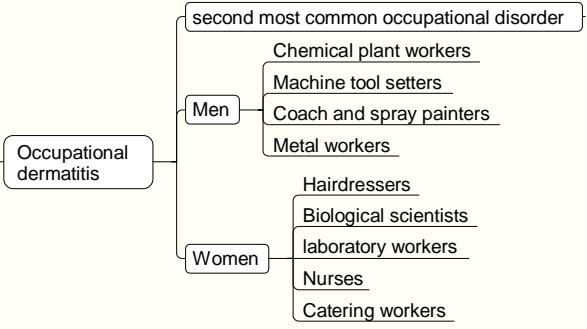 second most common occupational disorder
Chemical plant workers
Machine tool setters
Men
Coach and spray painters
Metal workers
Occupational
dermatitis
Hairdressers
Biological scientists
laboratory workers
Women
Nurses
Catering workers